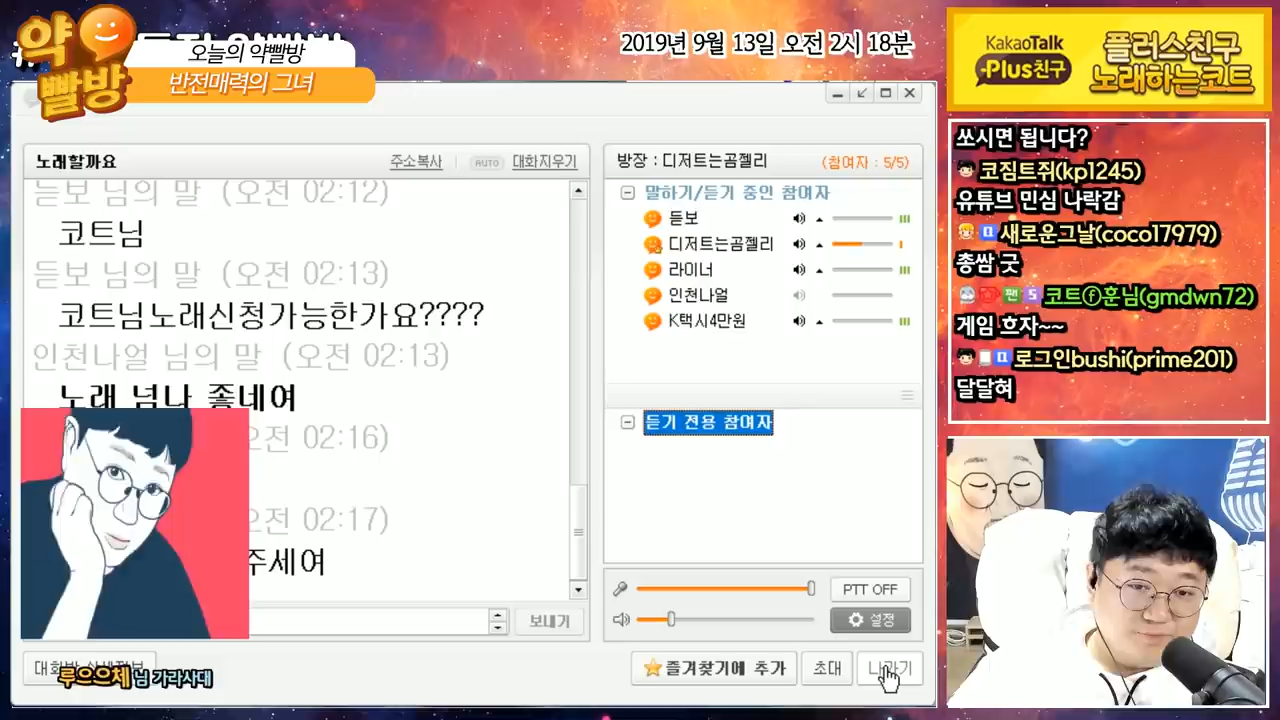 약빨방
오늘의 약빨방
반전매력의 그녀
2019년 9월 13일 오전 2시 18분
KakaoTalk
Plus친구
플러스친구
노래하는코트
노래할까요
주소복사
AUTO
대화지우기
듣보 님의 말 (오전 02:12)
코트님
듣보 님의 말 (오전 02:13)
코트님노래신청가능한가요????
인천나얼 님의 말 (오전 02:13)
노래 넘나 좋네여
오전 02:16)
오전 02:17)
주세여
보내기
방장 : 디저트는곰젤리
(참여자 : 5/5)
말하기/듣기 중인 참여자
듣보
디저트는곰젤리
라이너
인천나얼
K택시4만원
듣기 전용 참여자
PTT OFF
설정
즐겨찾기에 추가
초대
나가기
루으으체님 가라사대
쏘시면 됩니다?
코짐트쥐(kp1245)
유튜브 민심 나락감
새로운그날(coco17979)
총쌈 굿
팬 S 코트ⓕ훈님(gmdwn72)
게임 흐자~~
로그인bushi(prime201)
달달혀